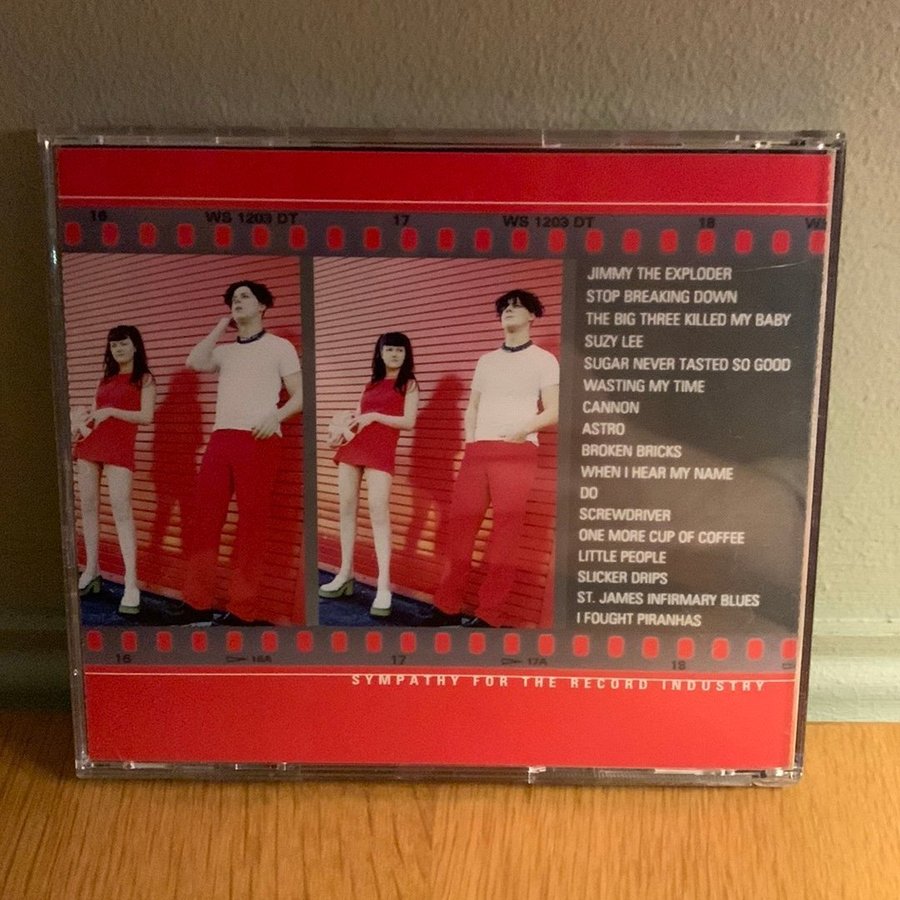 16 WS 1203 DT 17 WS 1203 DT 18 WS
JIMMY THE EXPLODER
STOP BREAKING DOWN
THE BIG THREE KILLED MY BABY
SUZY LEE
SUGAR NEVER TASTED SO GOOD
WASTING MY TIME
CANNON
ASTRO
BROKEN BRICKS
WHEN I HEAR MY NAME
DO
SCREWDRIVER
ONE MORE CUP OF COFFEE
LITTLE PEOPLE
SLICKER DRIPS
ST. JAMES INFIRMARY BLUES
I FOUGHT PIRANHAS
16 16A 17 17A 18
SYMPATHY FOR THE RECORD INDUSTRY